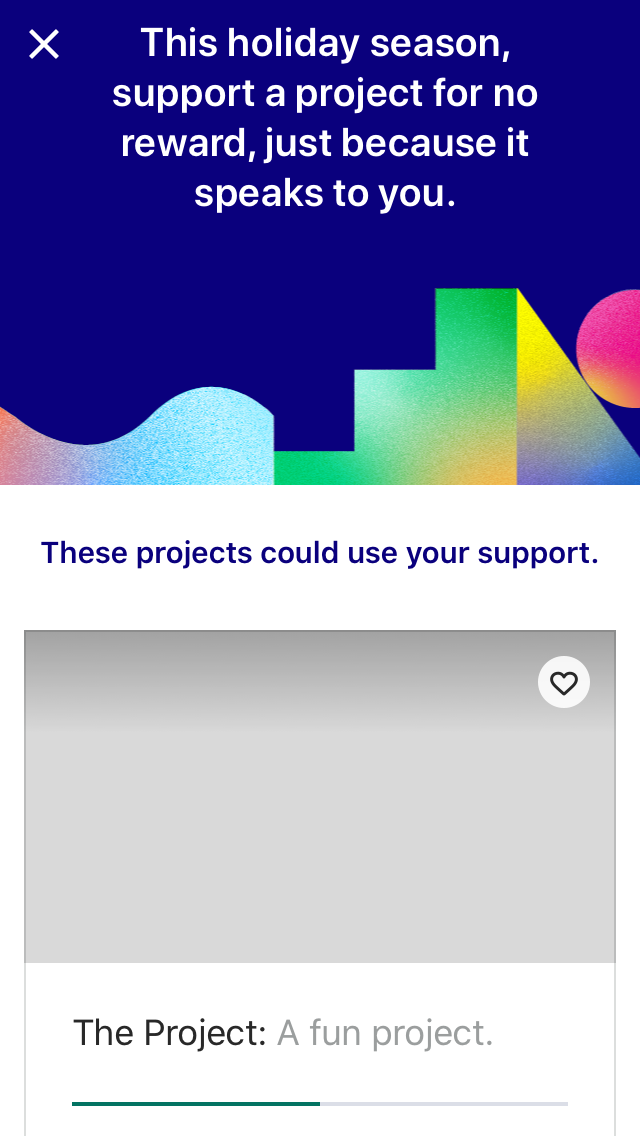 This holiday season,
support a project for no
reward, just because it
speaks to you.
These projects could use your support.
The Project: A fun project.